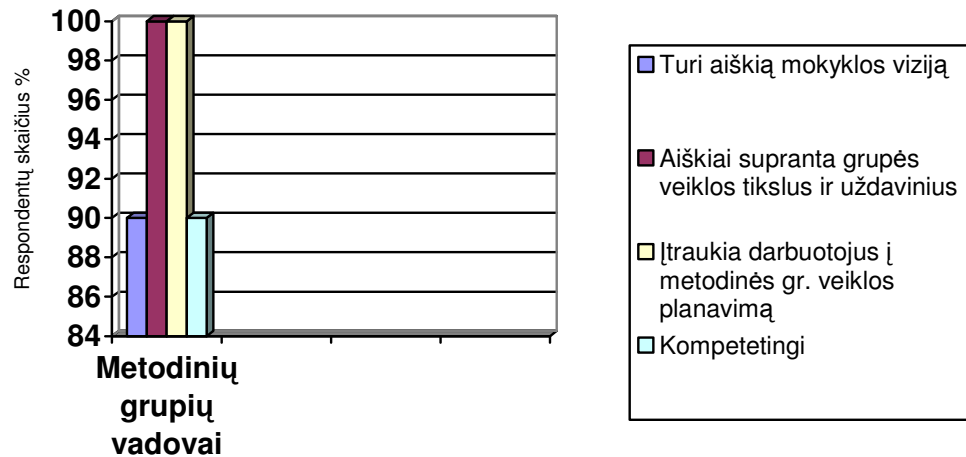 Respondentų skaičius %
100
98
96
94
92
90
88
86
84
Metodinių
grupių
vadovai
Turi aiškią mokyklos viziją
Aiškiai supranta grupės
veiklos tikslus ir uždavinius
Įtraukia darbuotojus į
metodinės gr. veiklos
planavimą
Kompetetingi